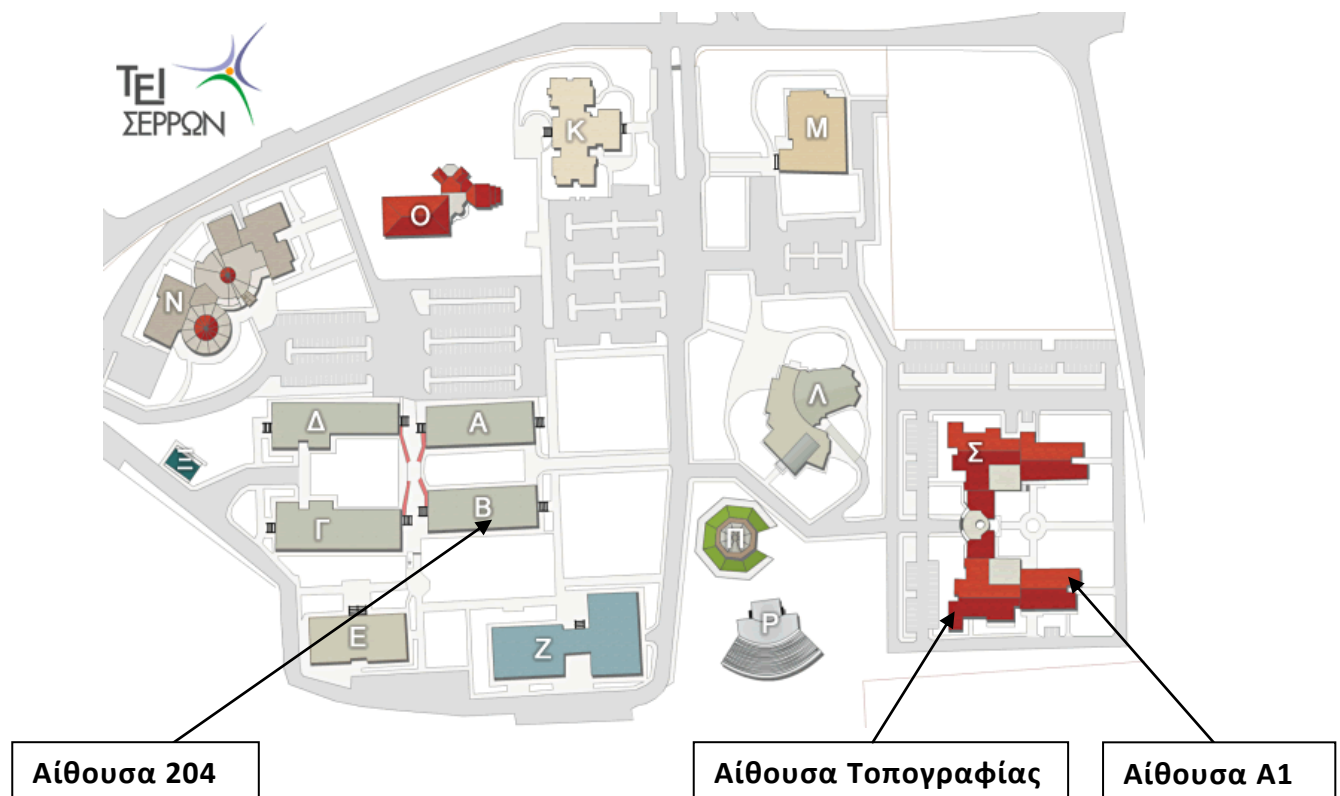 ΤΕΙ
ΣΕΡΡΩΝ
Κ
Μ
Ο
Ν
Λ
Δ
Α
Σ
Ξ
Β
Γ
Π
Ε
Ζ
Ρ
Αίθουσα 204
Αίθουσα Τοπογραφίας
Αίθουσα Α1